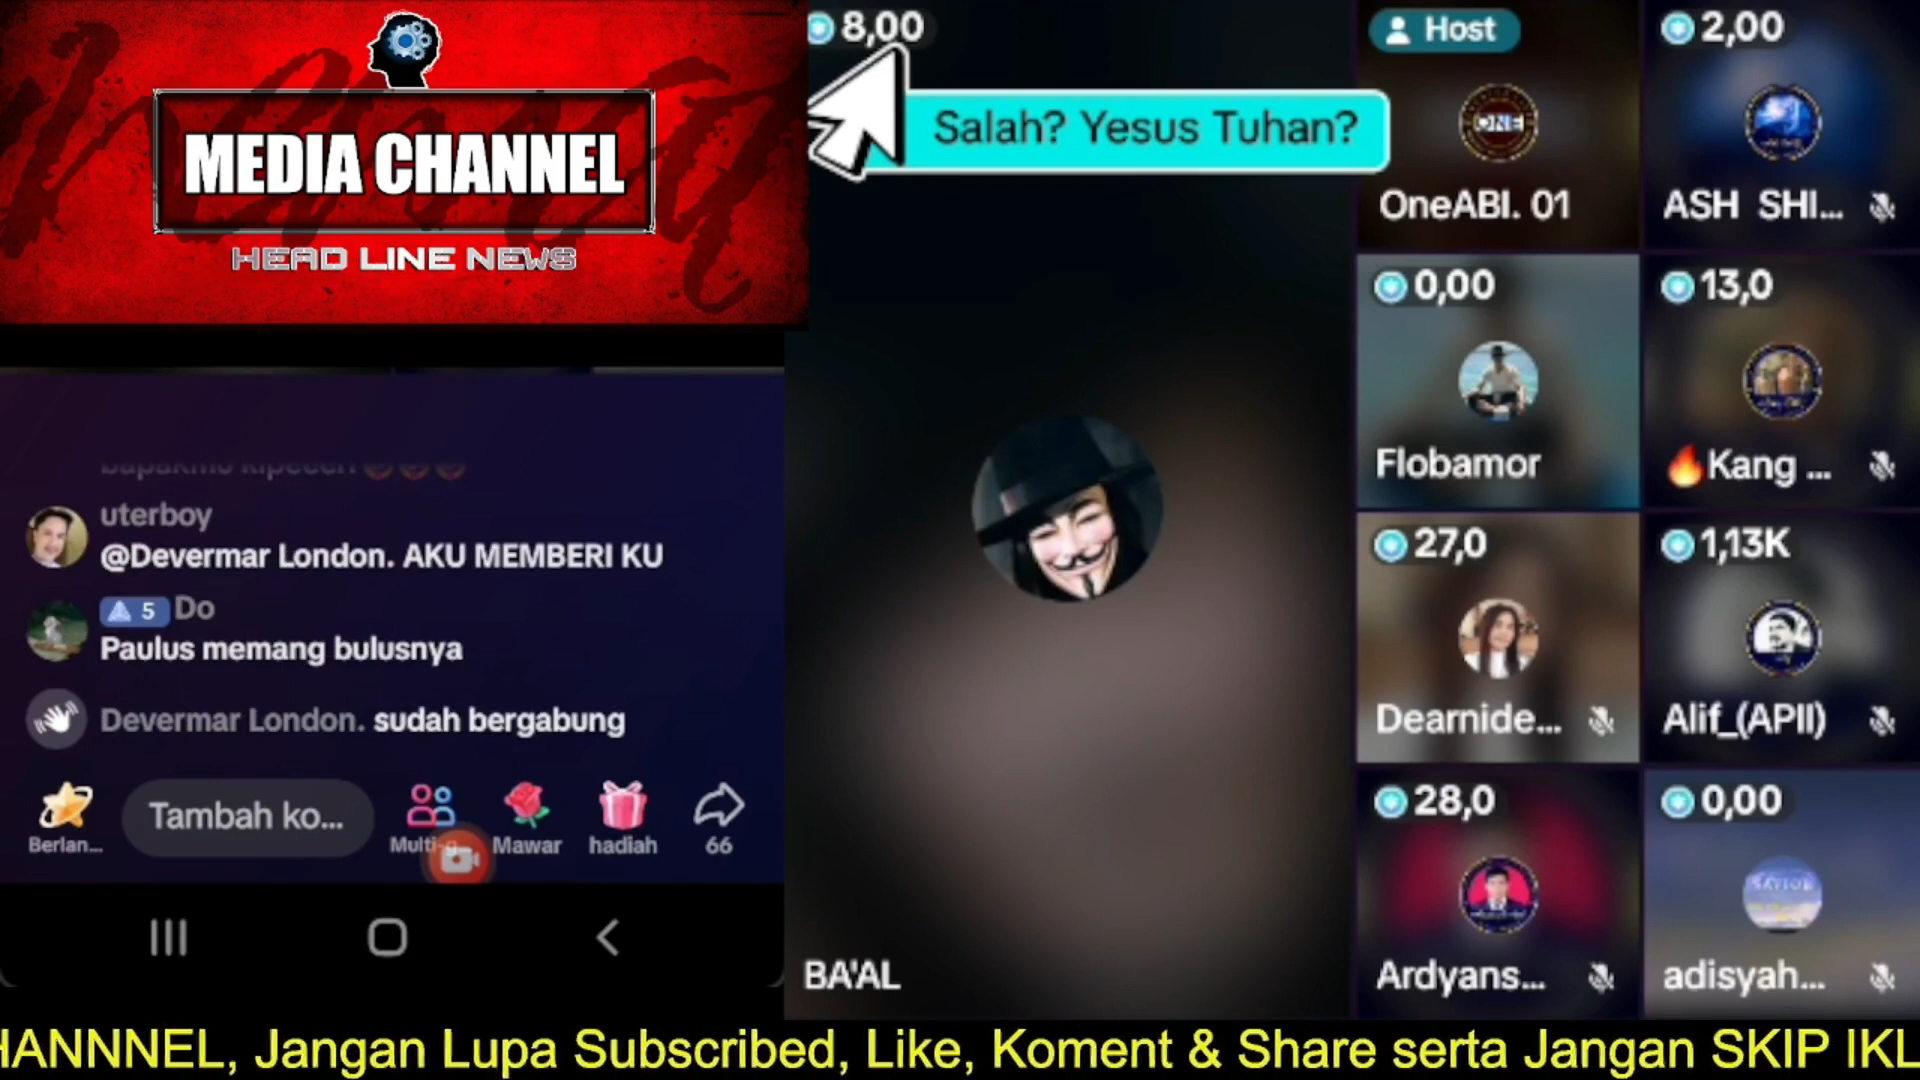 MEDIA CHANNEL
HEAD LINE NEWS
uterboy
@Devermar London. AKU MEMBERI KU
5 Do
Paulus memang bulusnya
Devermar London. sudah bergabung
Berlan...
Tambah ko...
Mawar
hadiah
66
8,00
Salah? Yesus Tuhan?
BA'AL
Host
ONE
OneABI. 01
2,00
ASH SHI...
0,00
Flobamor
13,0
Kang ...
27,0
Dearnide...
1,13K
Alif_(APII)
28,0
Ardyans...
0,00
adisyah...
HANNNEL, Jangan Lupa Subscribed, Like, Koment & Share serta Jangan SKIP IKL